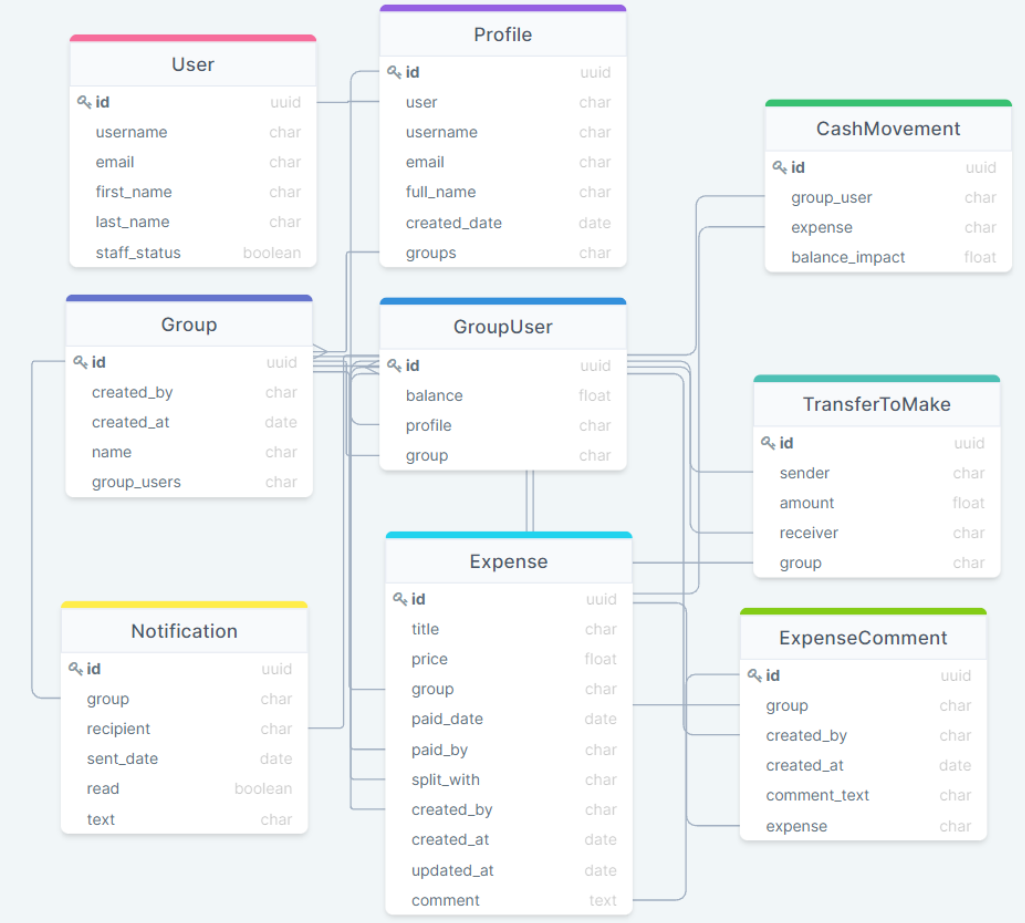 User
id uuid
username char
email char
first_name char
last_name char
staff_status boolean
Profile
id uuid
user char
username char
email char
full_name char
created_date date
groups char
CashMovement
id uuid
group_user char
expense char
balance_impact float
Group
id uuid
created_by char
created_at date
name char
group_users char
GroupUser
id uuid
balance float
profile char
group char
TransferToMake
id uuid
sender char
amount float
receiver char
group char
Notification
id uuid
group char
recipient char
sent_date date
read boolean
text char
Expense
id uuid
title char
price float
group char
paid_date date
paid_by char
split_with char
created_by char
created_at date
updated_at date
comment text
ExpenseComment
id uuid
group char
created_by char
created_at date
comment_text char
expense char